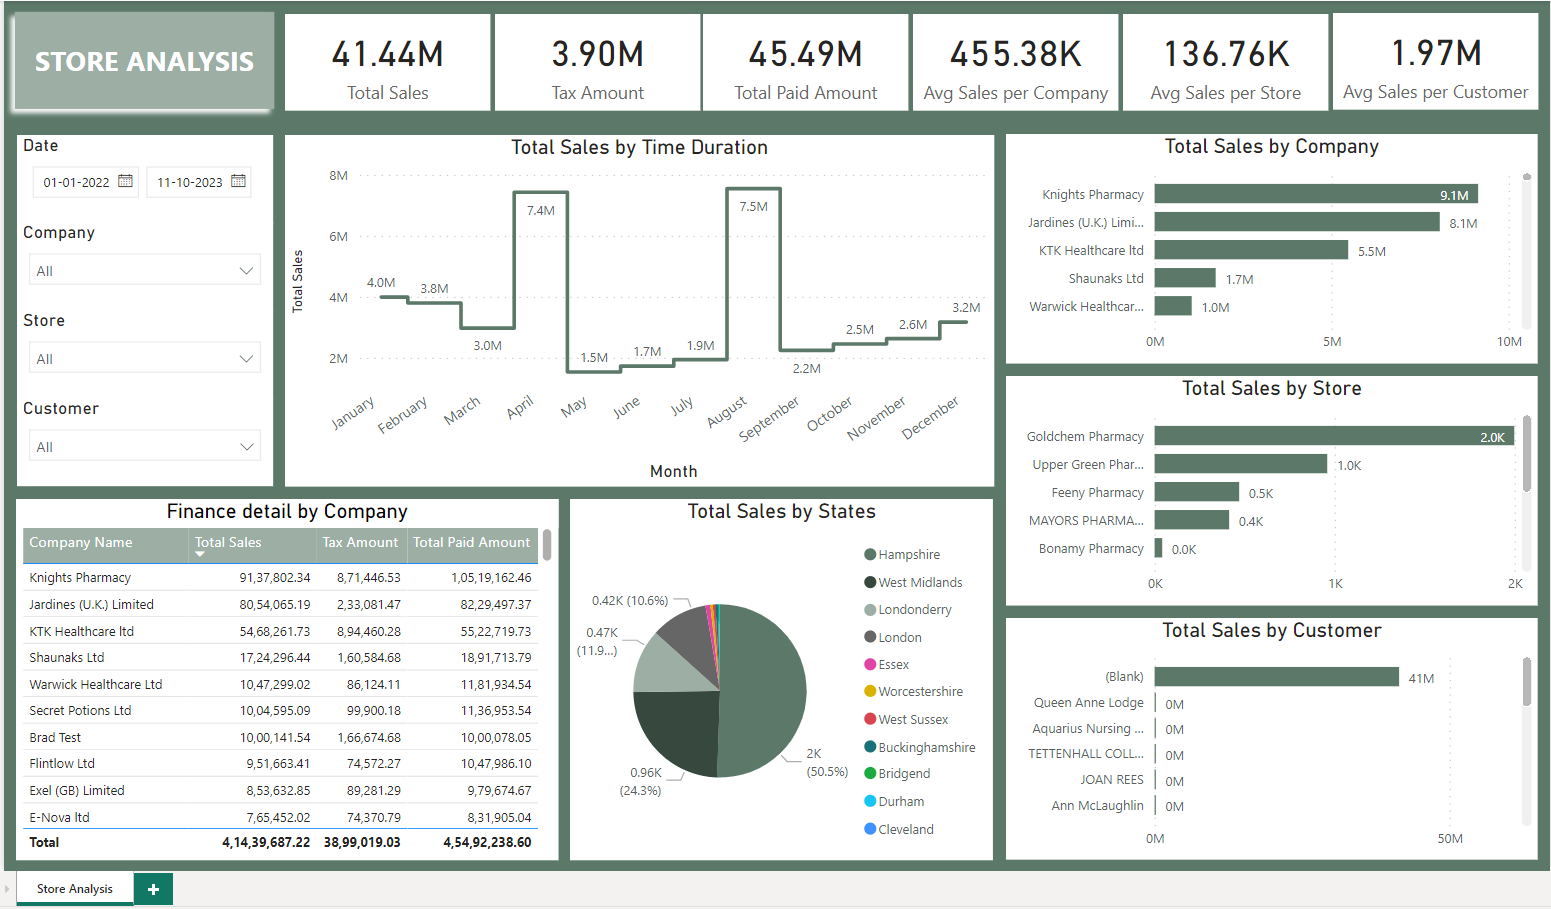 STORE ANALYSIS
41.44M
Total Sales
3.90M
Tax Amount
45.49M
Total Paid Amount
455.38K
Avg Sales per Company
136.76K
Avg Sales per Store
1.97M
Avg Sales per Customer
Date
01-01-2022
11-10-2023
Company
All
Store
All
Customer
All
Total Sales by Time Duration
Total Sales
8M
6M
4M
2M
4.0M
3.8M
3.0M
7.4M
1.5M
1.7M
1.9M
7.5M
2.2M
2.5M
2.6M
3.2M
January
February
March
April
May
June
July
August
September
October
November
December
Month
Total Sales by Company
Knights Pharmacy 9.1M
Jardines (U.K.) Limi... 8.1M
KTK Healthcare ltd 5.5M
Shaunaks Ltd 1.7M
Warwick Healthcar... 1.0M
0M 5M 10M
Total Sales by Store
Goldchem Pharmacy 2.0K
Upper Green Phar... 1.0K
Feeny Pharmacy 0.5K
MAYORS PHARMA... 0.4K
Bonamy Pharmacy 0.0K
0K 1K 2K
Finance detail by Company
Company Name Total Sales Tax Amount Total Paid Amount
Knights Pharmacy 91,37,802.34 8,71,446.53 1,05,19,162.46
Jardines (U.K.) Limited 80,54,065.19 2,33,081.47 82,29,497.37
KTK Healthcare ltd 54,68,261.73 8,94,460.28 55,22,719.73
Shaunaks Ltd 17,24,296.44 1,60,584.68 18,91,713.79
Warwick Healthcare Ltd 10,47,299.02 86,124.11 11,81,934.54
Secret Potions Ltd 10,04,595.09 99,900.18 11,36,953.54
Brad Test 10,00,141.54 1,66,674.68 10,00,078.05
Flintlow Ltd 9,51,663.41 74,572.27 10,47,986.10
Exel (GB) Limited 8,53,632.85 89,281.29 9,79,674.67
E-Nova ltd 7,65,452.02 74,370.79 8,31,905.04
Total 4,14,39,687.22 38,99,019.03 4,54,92,238.60
Total Sales by States
0.42K (10.6%)
0.47K
(11.9...)
0.96K
(24.3%)
2K
(50.5%)
Hampshire
West Midlands
Londonderry
London
Essex
Worcestershire
West Sussex
Buckinghamshire
Bridgend
Durham
Cleveland
Total Sales by Customer
(Blank) 41M
Queen Anne Lodge 0M
Aquarius Nursing ... 0M
TETTENHALL COLL... 0M
JOAN REES 0M
Ann McLaughlin 0M
0M 50M
Store Analysis
+